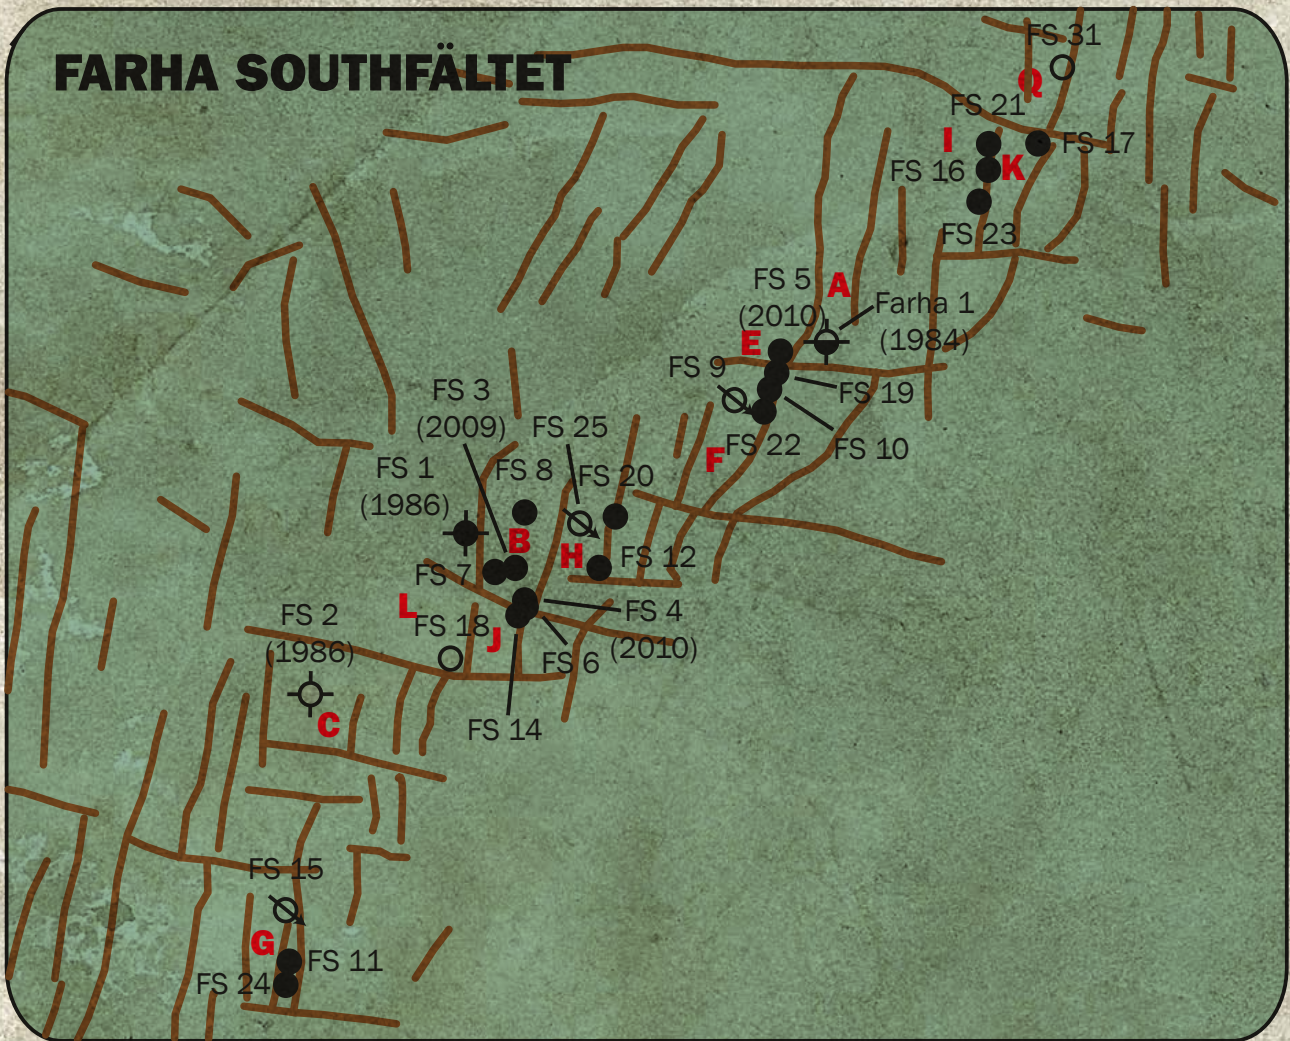 FARHA SOUTHFÄLTET
FS 31
Q
FS 21
I
FS 17
FS 16
K
FS 23
FS 5
(2010)
A
Farha 1
(1984)
E
FS 9
FS 19
FS 3
(2009)
FS 25
FS 22
FS 10
F
FS 1
(1986)
FS 8
FS 20
B
H
FS 12
FS 7
L
FS 18
J
FS 4
(2010)
FS 6
FS 2
(1986)
C
FS 14
FS 15
G
FS 11
FS 24